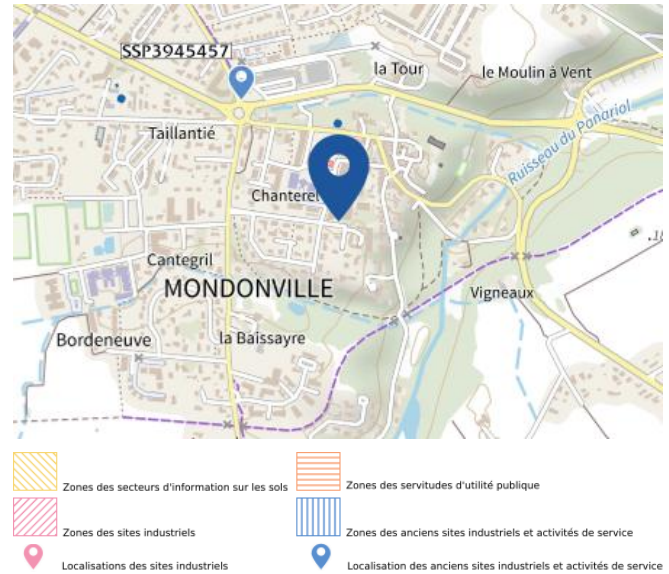 SSP3945457
la Tour
le Moulin à Vent
Taillantié
Ruisseau du Panariol
Chanterel
Cantegril
MONDONVILLE
Vigneaux
Bordeneuve
la Baissayre
Zones des secteurs d'information sur les sols
Zones des servitudes d'utilité publique
Zones des sites industriels
Zones des anciens sites industriels et activités de service
Localisations des sites industriels
Localisation des anciens sites industriels et activités de service